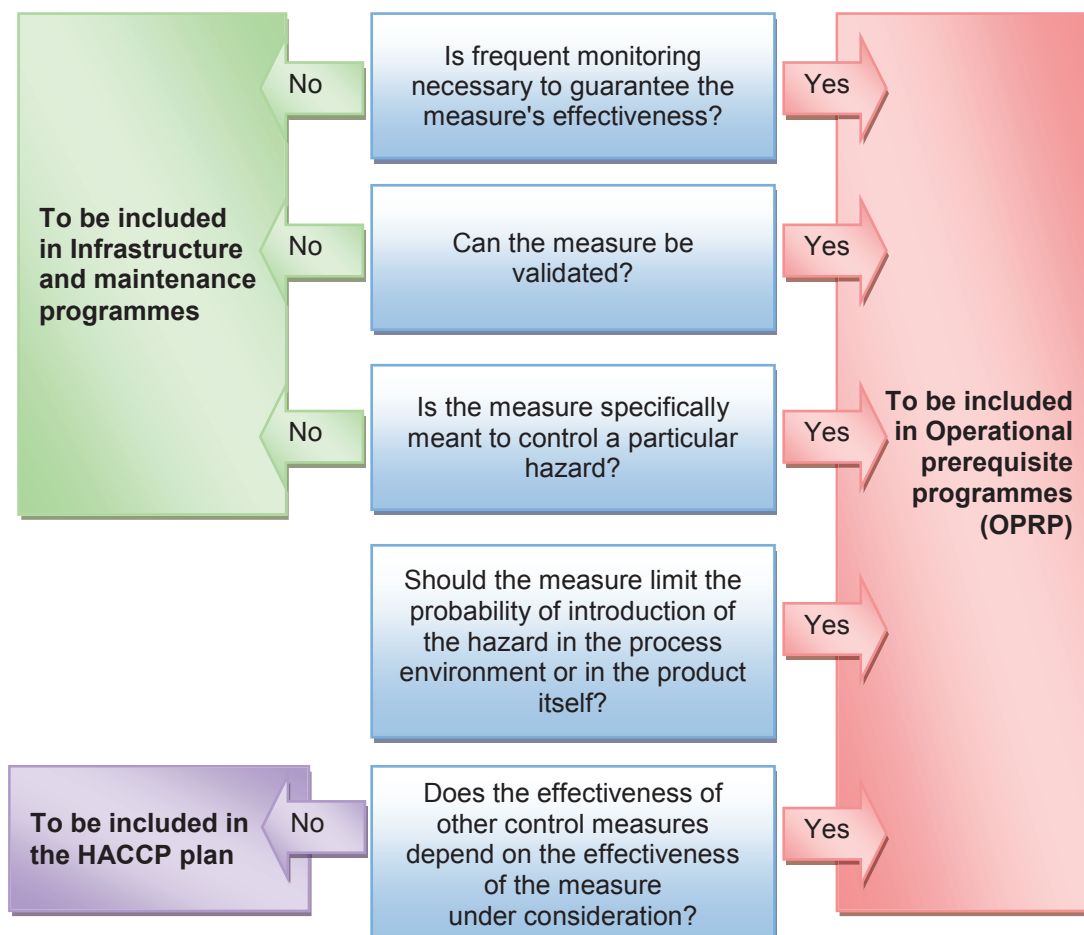 No
Is frequent monitoring
necessary to guarantee the
measure's effectiveness?
Yes
To be included
in Infrastructure
and maintenance
programmes
No
Can the measure be
validated?
Yes
No
Is the measure specifically
meant to control a particular
hazard?
Yes
To be included
in Operational
prerequisite
programmes
(OPRP)
Should the measure limit the
probability of introduction of
the hazard in the process
environment or in the product
itself?
Yes
To be included in
the HACCP plan
No
Does the effectiveness of
other control measures
depend on the effectiveness
of the measure
under consideration?
Yes